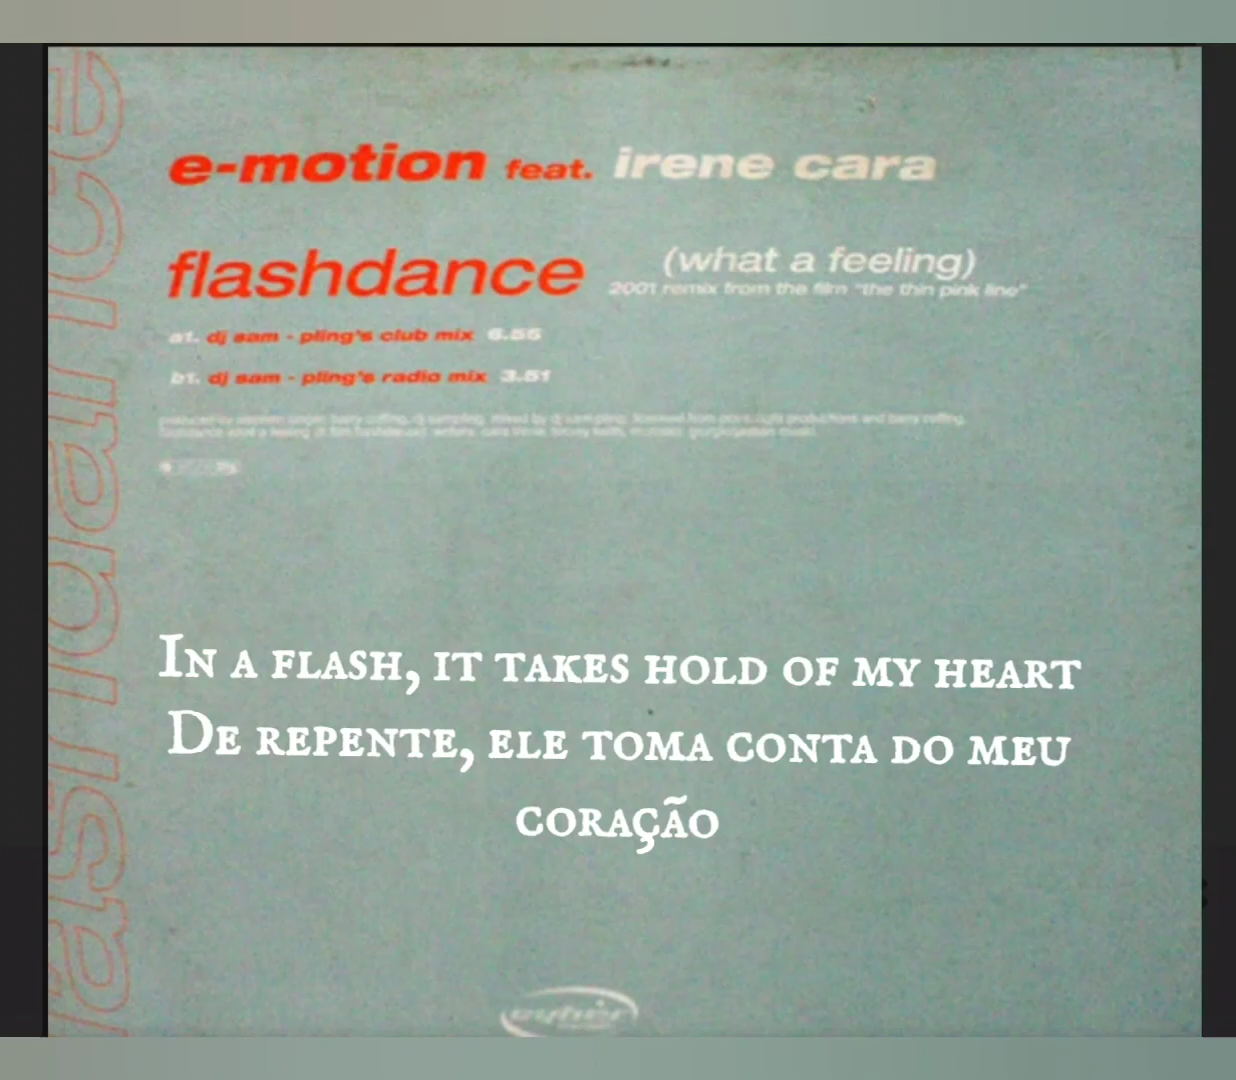 flashdance
e-motion feat. irene cara
flashdance (what a feeling)
2001 remix from the film "the thin pink line"
a1. dj sam - pling's club mix 6.55
b1. dj sam - pling's radio mix 3.51
In a flash, it takes hold of my heart
De repente, ele toma conta do meu
coração